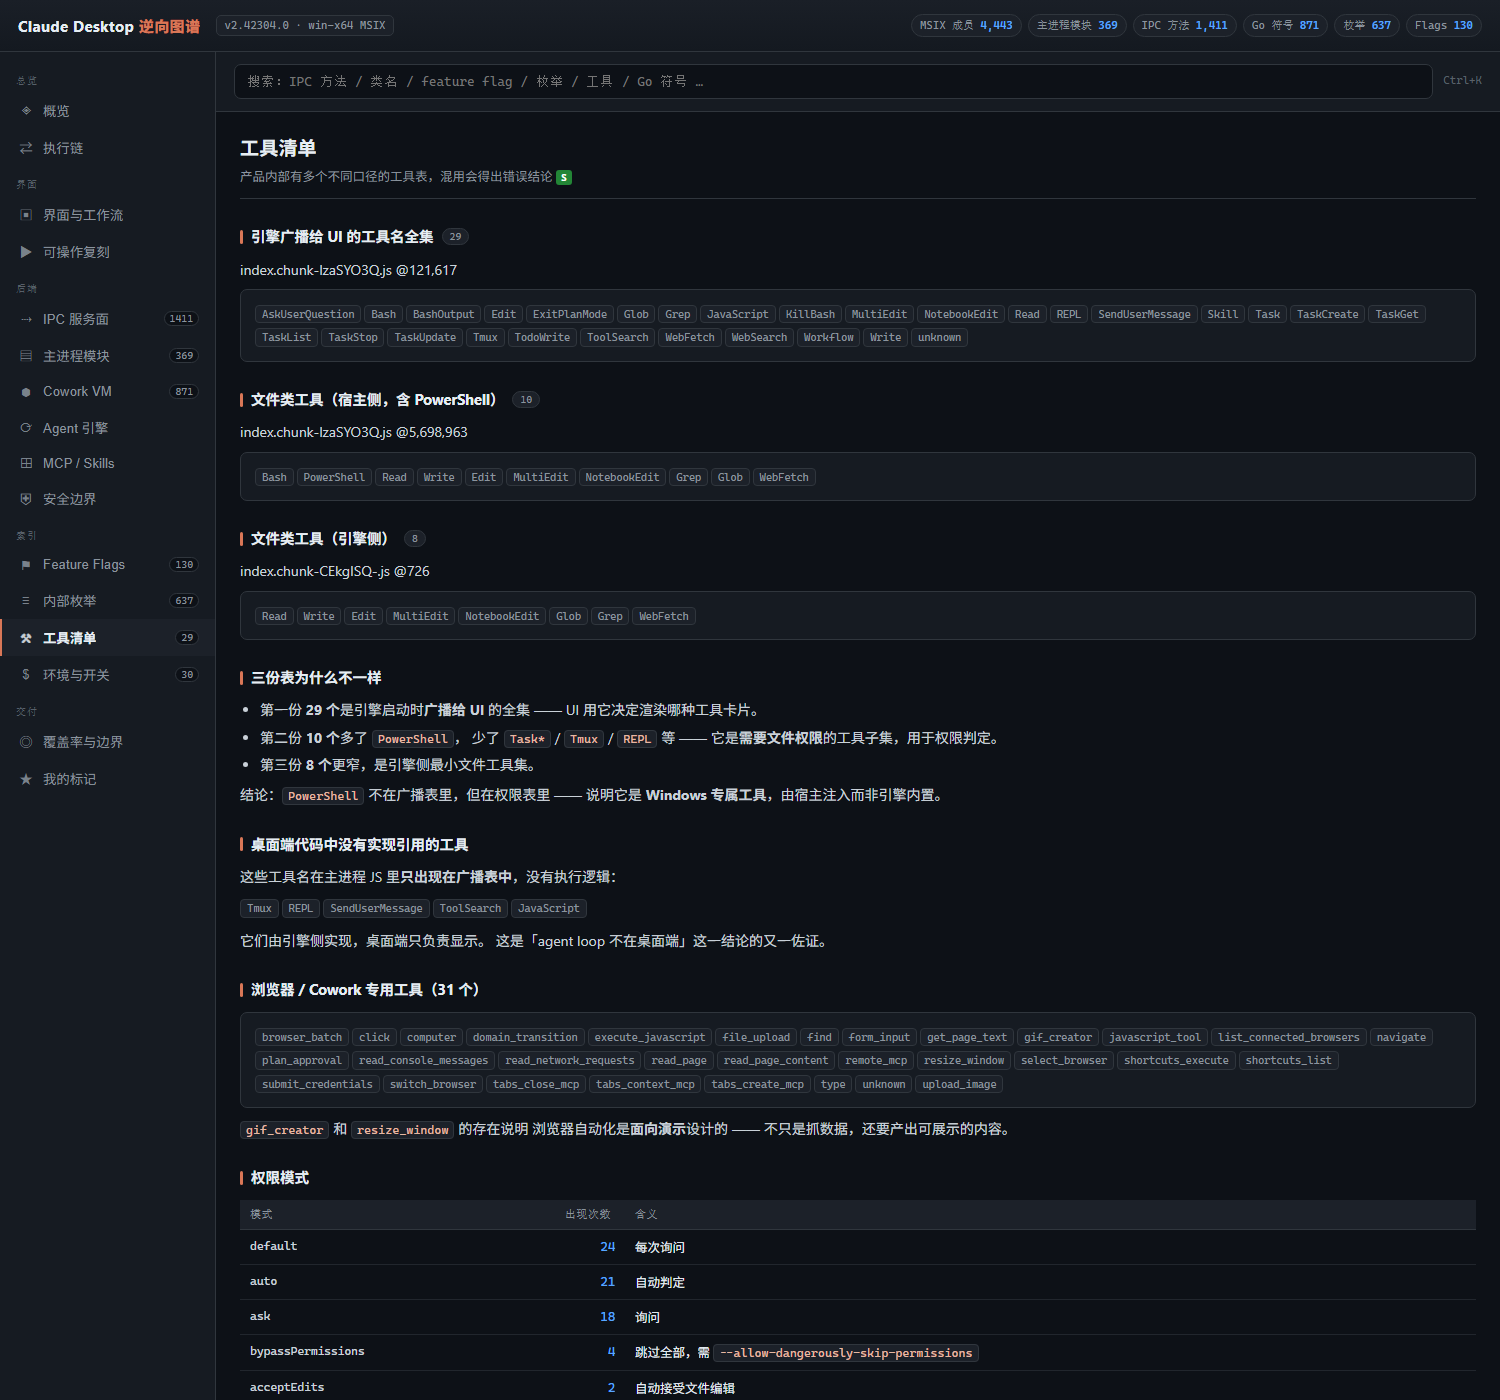 Claude Desktop 逆向图谱
v2.42304.0 · win-x64 MSIX
MSIX 成员 4,443
主进程模块 369
IPC 方法 1,411
Go 符号 871
枚举 637
Flags 130
总览
概览
执行链
界面
界面与工作流
可操作复刻
后端
IPC 服务面 1411
主进程模块 369
Cowork VM 871
Agent 引擎
MCP / Skills
安全边界
索引
Feature Flags 130
内部枚举 637
工具清单 29
环境与开关 30
交付
覆盖率与边界
我的标记
搜索: IPC 方法 / 类名 / feature flag / 枚举 / 工具 / Go 符号 …
Ctrl+K
工具清单
产品内部有多个不同口径的工具表，混用会得出错误结论 S
引擎广播给 UI 的工具名全集 29
index.chunk-IzaSYO3Q.js @121,617
AskUserQuestion Bash BashOutput Edit ExitPlanMode Glob Grep JavaScript KillBash MultiEdit NotebookEdit Read REPL SendUserMessage Skill Task TaskCreate TaskGet
TaskList TaskStop TaskUpdate Tmux TodoWrite ToolSearch WebFetch WebSearch Workflow Write unknown
文件类工具（宿主侧，含 PowerShell） 10
index.chunk-IzaSYO3Q.js @5,698,963
Bash PowerShell Read Write Edit MultiEdit NotebookEdit Grep Glob WebFetch
文件类工具（引擎侧） 8
index.chunk-CEkgISQ-.js @726
Read Write Edit MultiEdit NotebookEdit Glob Grep WebFetch
三份表为什么不一样
• 第一份 29 个是引擎启动时广播给 UI 的全集 —— UI 用它决定渲染哪种工具卡片。
• 第二份 10 个多了 PowerShell， 少了 Task* / Tmux / REPL 等 —— 它是需要文件权限的工具子集，用于权限判定。
• 第三份 8 个更窄，是引擎侧最小文件工具集。
结论： PowerShell 不在广播表里，但在权限表里 —— 说明它是 Windows 专属工具，由宿主注入而非引擎内置。
桌面端代码中没有实现引用的工具
这些工具名在主进程 JS 里只出现在广播表中，没有执行逻辑：
Tmux REPL SendUserMessage ToolSearch JavaScript
它们由引擎侧实现，桌面端只负责显示。 这是「agent loop 不在桌面端」这一结论的又一佐证。
浏览器 / Cowork 专用工具（31 个）
browser_batch click computer domain_transition execute_javascript file_upload find form_input get_page_text gif_creator javascript_tool list_connected_browsers navigate
plan_approval read_console_messages read_network_requests read_page read_page_content remote_mcp resize_window select_browser shortcuts_execute shortcuts_list
submit_credentials switch_browser tabs_close_mcp tabs_context_mcp tabs_create_mcp type unknown upload_image
gif_creator 和 resize_window 的存在说明 浏览器自动化是面向演示设计的 —— 不只是抓数据，还要产出可展示的内容。
权限模式
模式 出现次数 含义
default 24 每次询问
auto 21 自动判定
ask 18 询问
bypassPermissions 4 跳过全部，需 --allow-dangerously-skip-permissions
acceptEdits 2 自动接受文件编辑